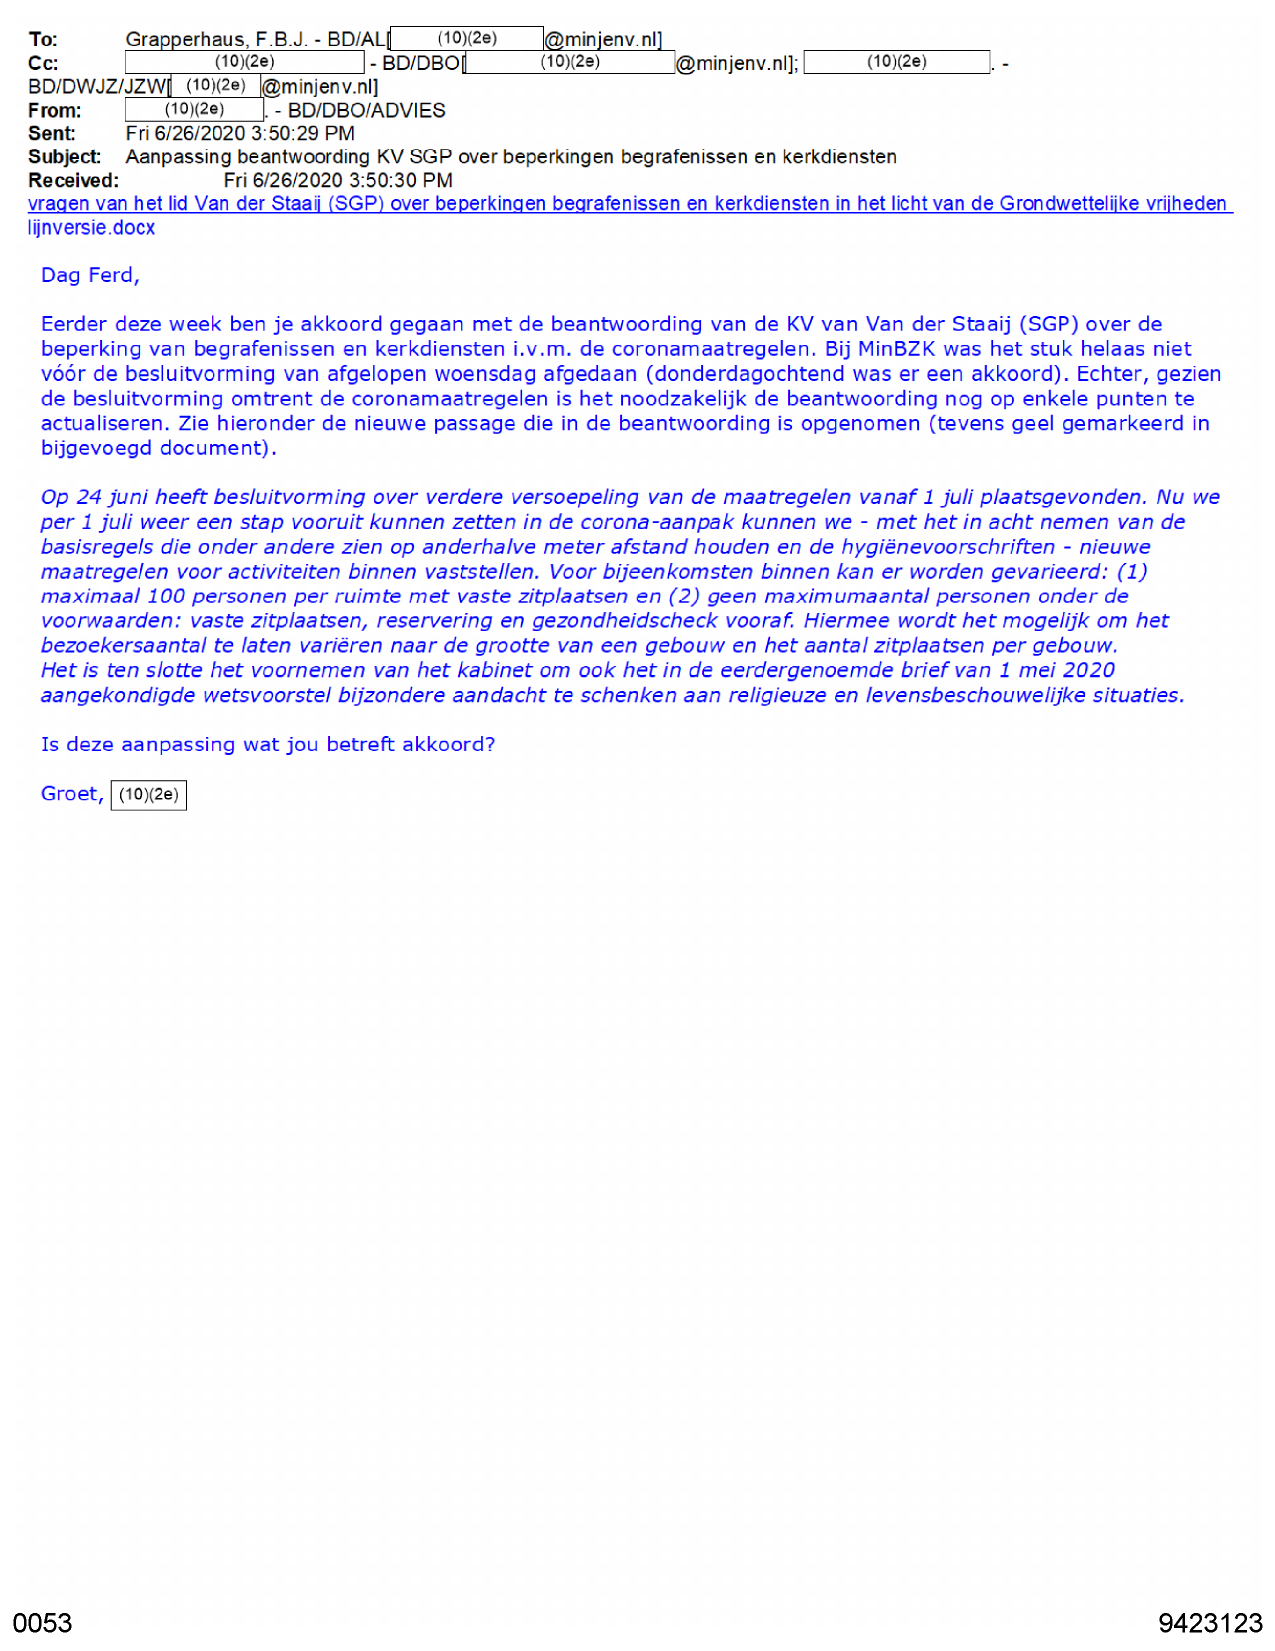 To: Grapperhaus, F.B.J. - BD/AL[ (10)(2e) @minjenv.nl]
Cc: (10)(2e) - BD/DBO[ (10)(2e) @minjenv.nl]; (10)(2e) . -
BD/DWJZ/JZW[ (10)(2e) @minjenv.nl]
From: (10)(2e) . - BD/DBO/ADVIES
Sent: Fri 6/26/2020 3:50:29 PM
Subject: Aanpassing beantwoording KV SGP over beperkingen begrafenissen en kerkdiensten
Received: Fri 6/26/2020 3:50:30 PM
vragen van het lid Van der Staaij (SGP) over beperkingen begrafenissen en kerkdiensten in het licht van de Grondwettelijke vrijheden
lijnversie.docx
Dag Ferd,
Eerder deze week ben je akkoord gegaan met de beantwoording van de KV van Van der Staaij (SGP) over de
beperking van begrafenissen en kerkdiensten i.v.m. de coronamaatregelen. Bij MinBZK was het stuk helaas niet
vóór de besluitvorming van afgelopen woensdag afgedaan (donderdagochtend was er een akkoord). Echter, gezien
de besluitvorming omtrent de coronamaatregelen is het noodzakelijk de beantwoording nog op enkele punten te
actualiseren. Zie hieronder de nieuwe passage die in de beantwoording is opgenomen (tevens geel gemarkeerd in
bijgevoegd document).
Op 24 juni heeft besluitvorming over verdere versoepeling van de maatregelen vanaf 1 juli plaatsgevonden. Nu we
per 1 juli weer een stap vooruit kunnen zetten in de corona-aanpak kunnen we - met het in acht nemen van de
basisregels die onder andere zien op anderhalve meter afstand houden en de hygiënevoorschriften - nieuwe
maatregelen voor activiteiten binnen vaststellen. Voor bijeenkomsten binnen kan er worden gevarieerd: (1)
maximaal 100 personen per ruimte met vaste zitplaatsen en (2) geen maximumaantal personen onder de
voorwaarden: vaste zitplaatsen, reservering en gezondheidscheck vooraf. Hiermee wordt het mogelijk om het
bezoekersaantal te laten variëren naar de grootte van een gebouw en het aantal zitplaatsen per gebouw.
Het is ten slotte het voornemen van het kabinet om ook het in de eerdergenoemde brief van 1 mei 2020
aangekondigde wetsvoorstel bijzondere aandacht te schenken aan religieuze en levensbeschouwelijke situaties.
Is deze aanpassing wat jou betreft akkoord?
Groet, (10)(2e)
0053 9423123